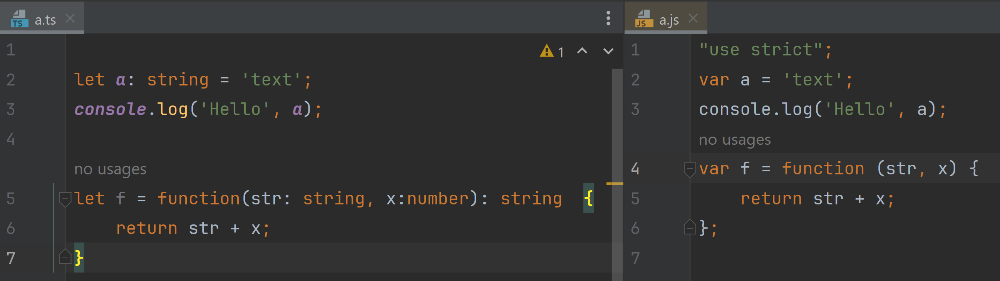 TS a.ts
1
1
2 let a: string = 'text';
3 console.log('Hello', a);
4
no usages
5 let f = function(str: string, x:number): string  {
6     return str + x;
7 }
JS a.js
1 "use strict";
2 var a = 'text';
3 console.log('Hello', a);
no usages
4 var f = function (str, x) {
5     return str + x;
6 };
7